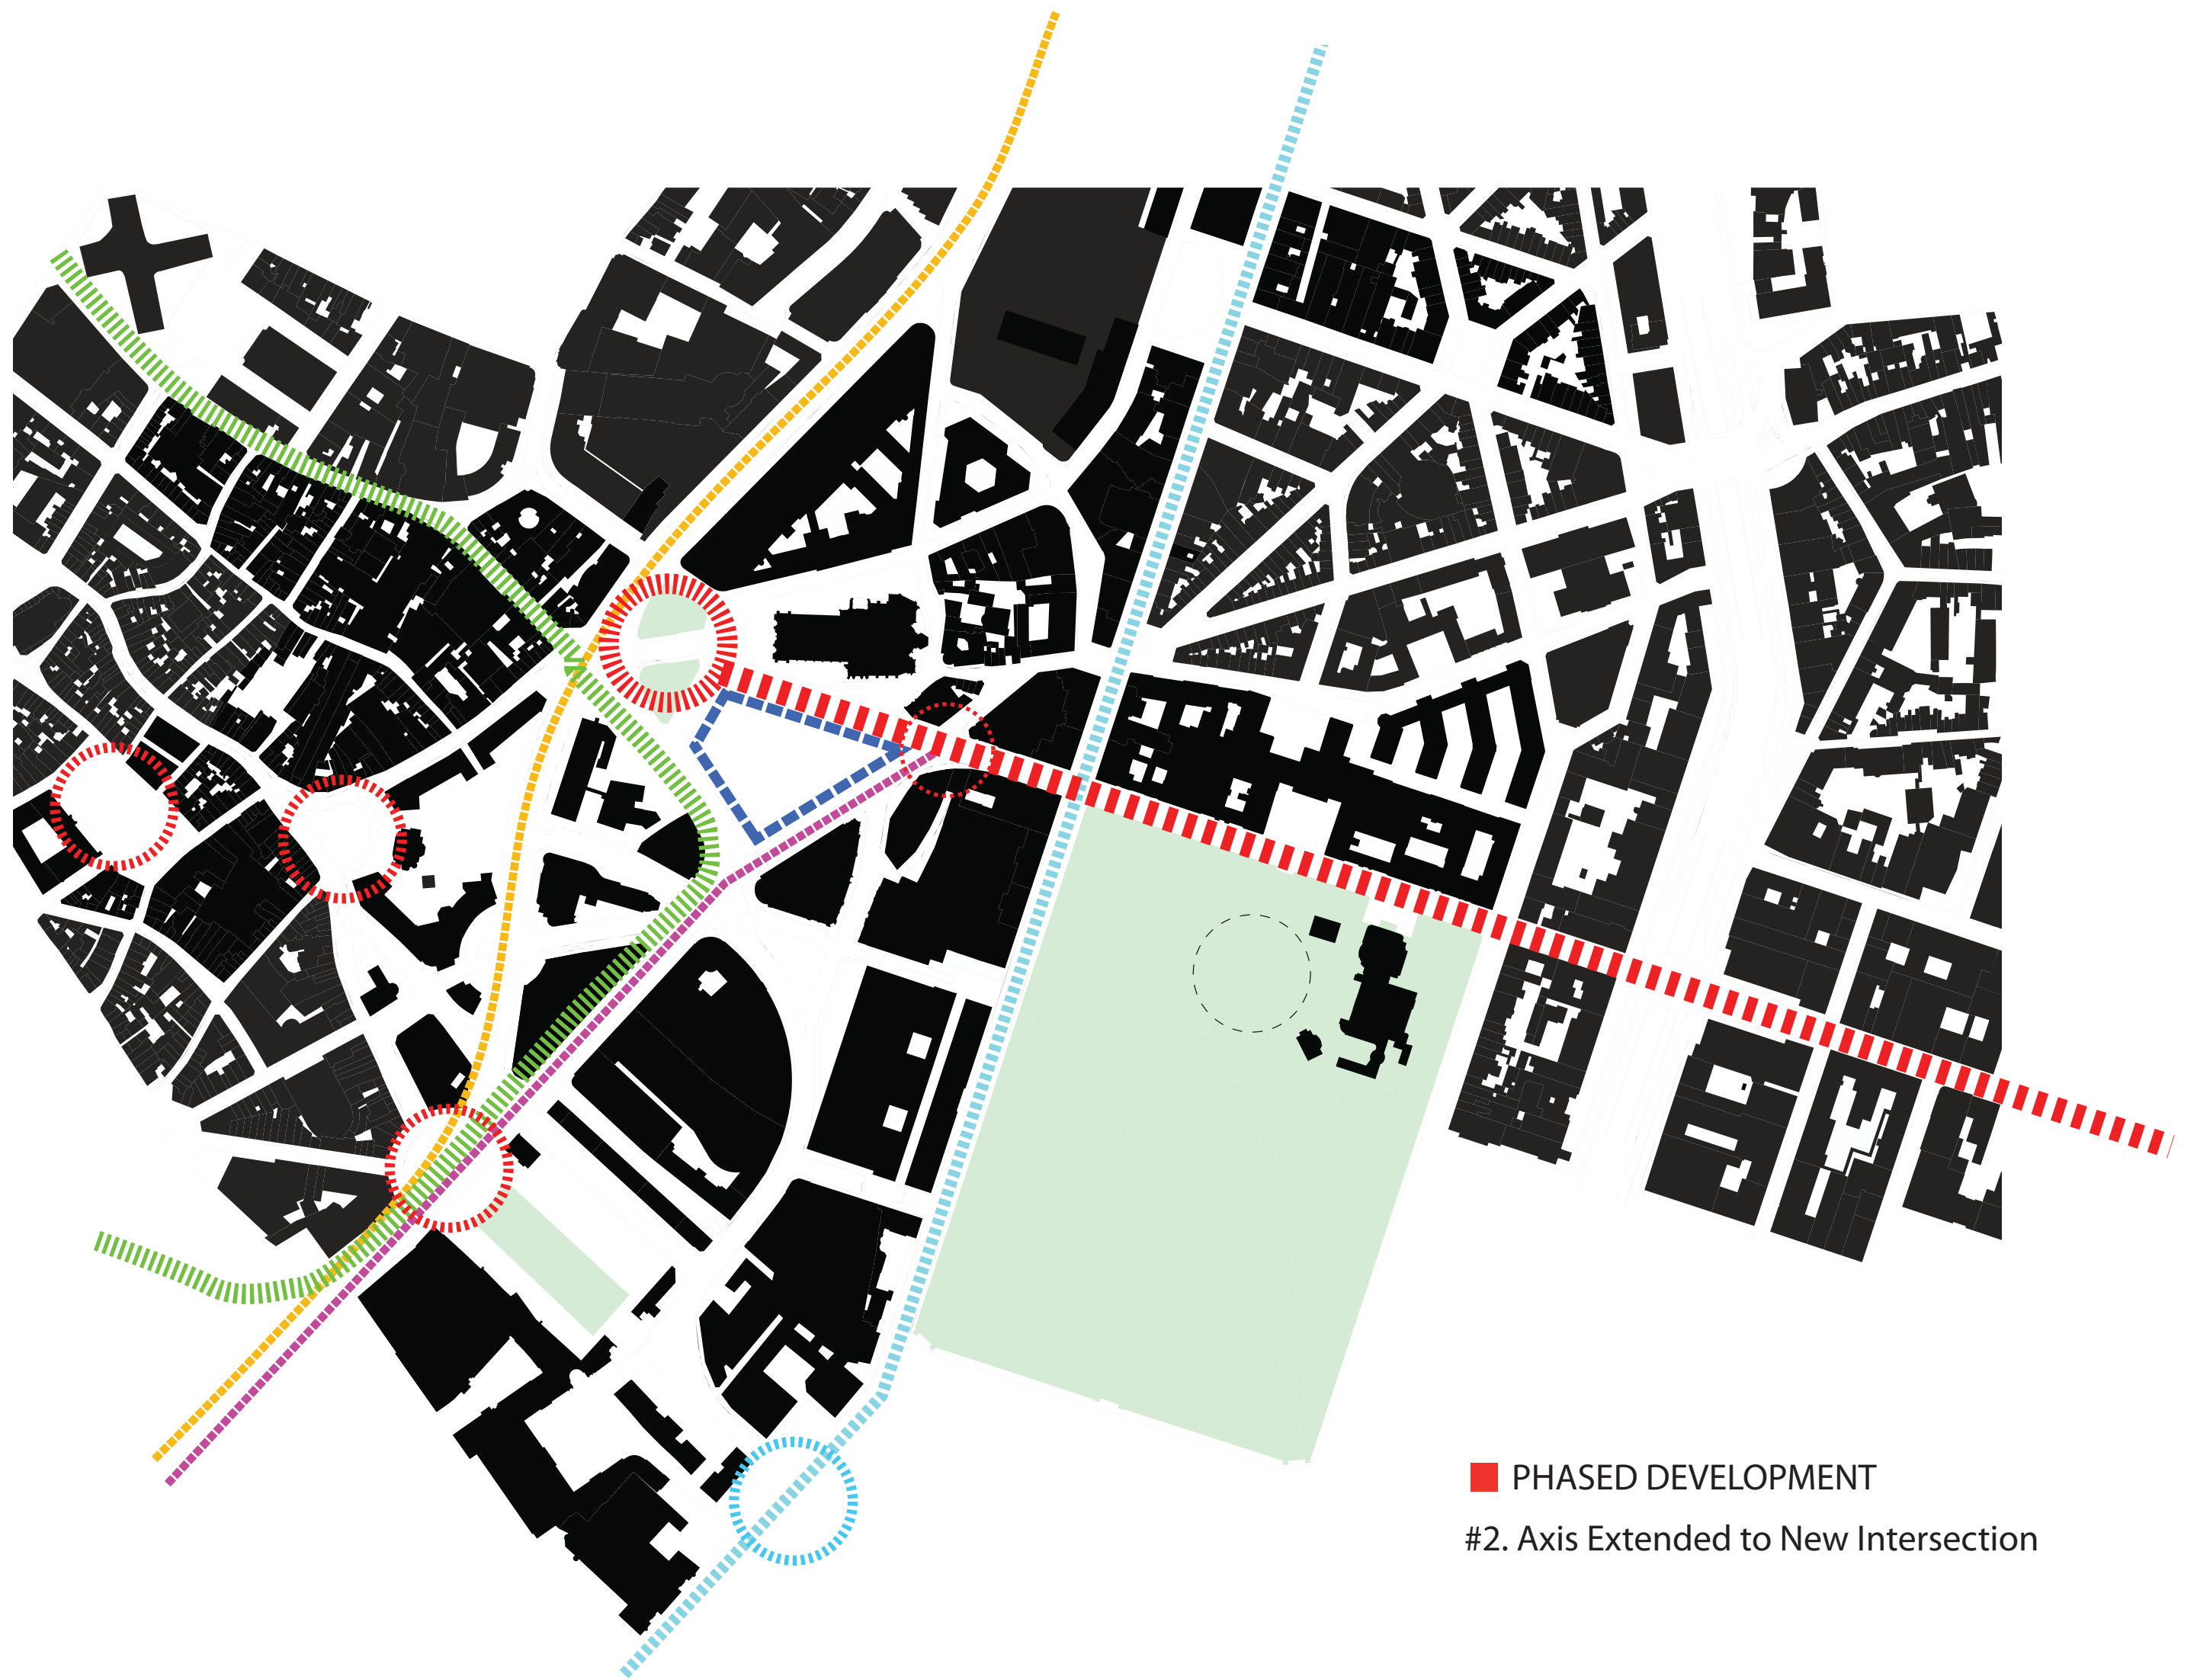 PHASED DEVELOPMENT
#2. Axis Extended to New Intersection